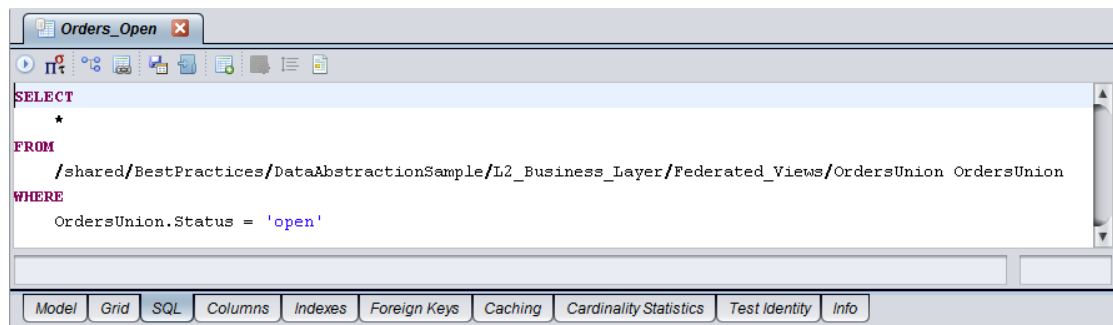 Orders_Open
SELECT
*
FROM
/shared/BestPractices/DataAbstractionSample/L2_Business_Layer/Federated_Views/OrdersUnion OrdersUnion
WHERE
OrdersUnion.Status = 'open'
Model Grid SQL Columns Indexes Foreign Keys Caching Cardinality Statistics Test Identity Info